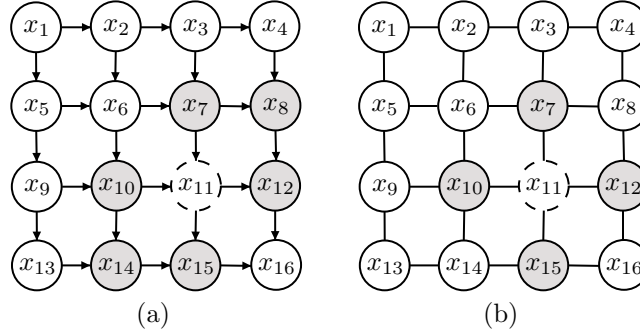 x1 x2 x3 x4 x1 x2 x3 x4
x5 x6 x7 x8 x5 x6 x7 x8
x9 x10 x11 x12 x9 x10 x11 x12
x13 x14 x15 x16 x13 x14 x15 x16
(a) (b)